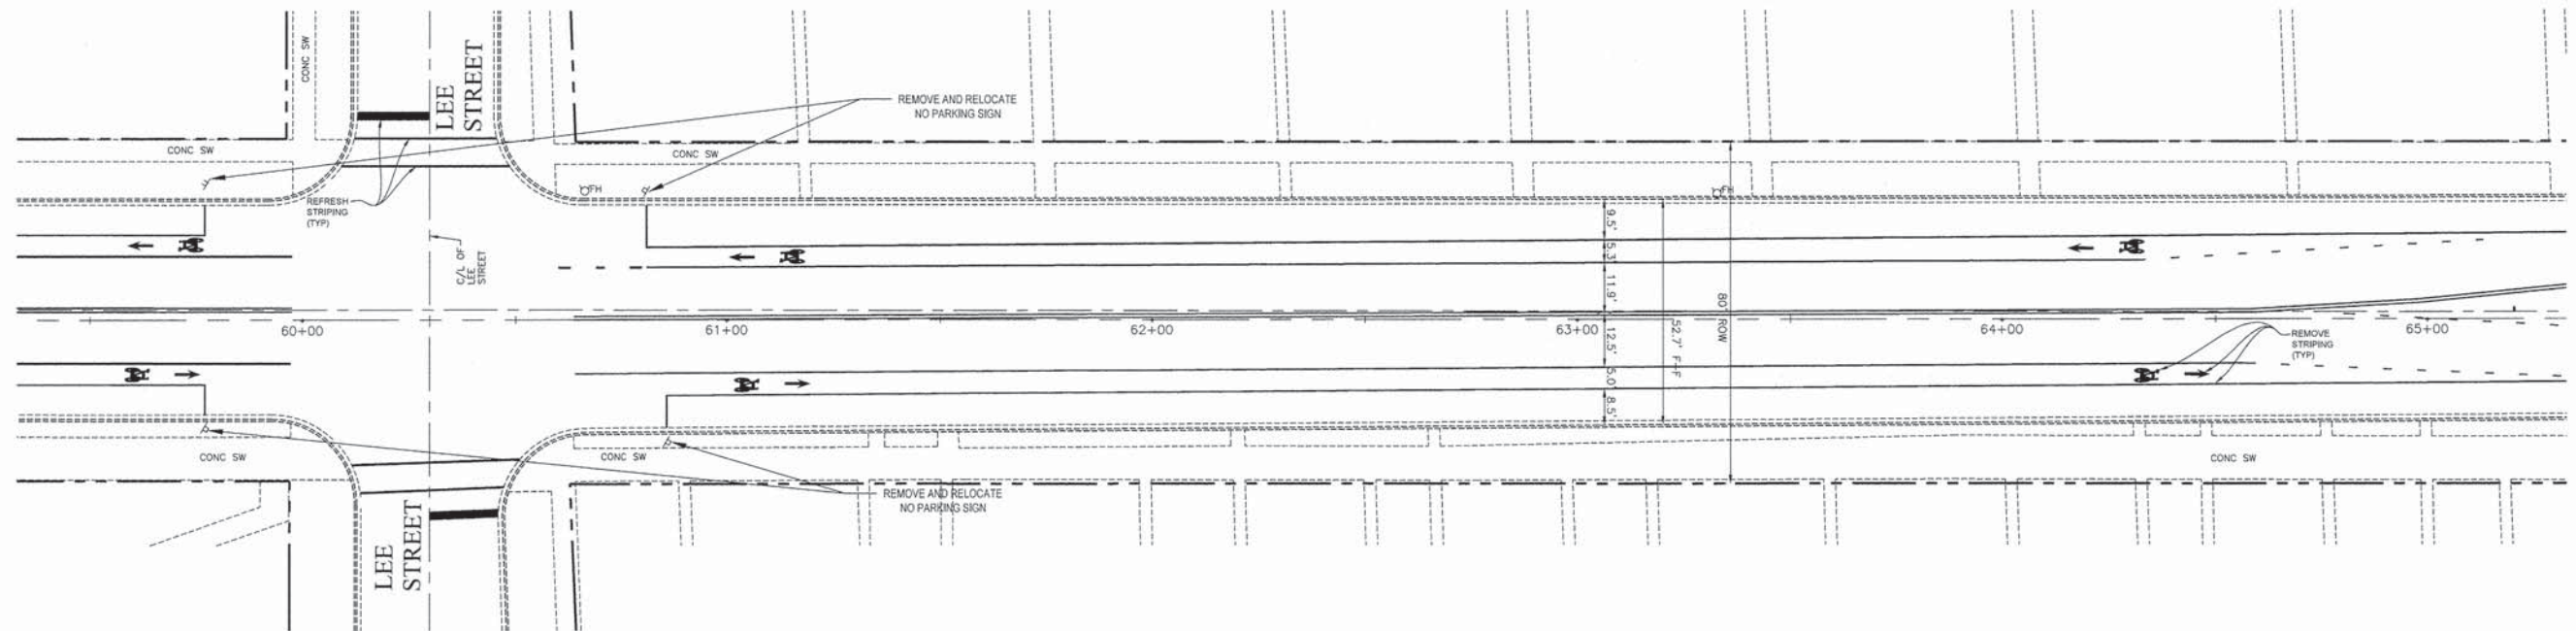 CONC SW
LEE
STREET
REMOVE AND RELOCATE
NO PARKING SIGN
CONC SW
CONC SW
FH
FH
REFRESH
STRIPING
(TYP)
C/L OF
LEE
STREET
9.5'
5.3'
11.9'
12.5'
5.0'
8.5'
52.7' F-F
80' ROW
60+00
61+00
62+00
63+00
64+00
65+00
REMOVE
STRIPING
(TYP)
CONC SW
CONC SW
CONC SW
REMOVE AND RELOCATE
NO PARKING SIGN
LEE
STREET